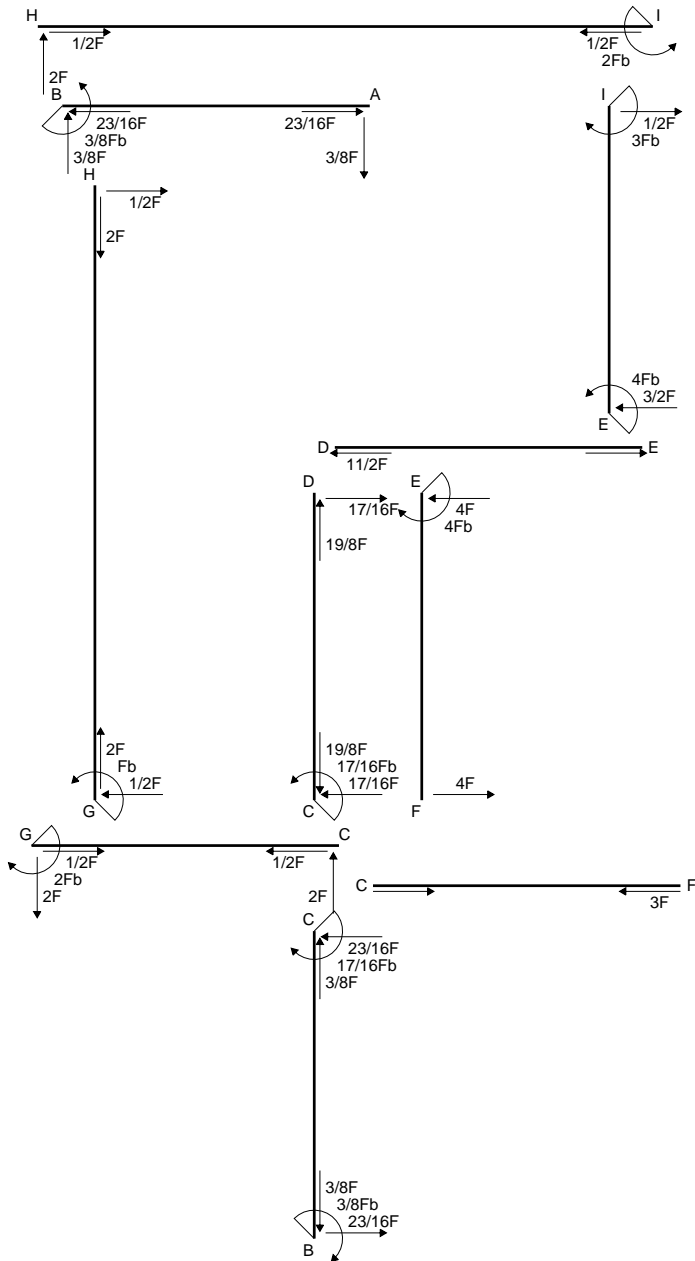 H I
1/2F 1/2F
2Fb
2F
B A I
23/16F 23/16F 1/2F
3/8Fb 3Fb
3/8F 3/8F
H
1/2F
2F
4Fb
3/2F
E
D E
11/2F
D E
17/16F 4F
4Fb
19/8F
2F 19/8F
Fb 17/16Fb
1/2F 17/16F 4F
G C F
G C
1/2F 1/2F
2Fb
2F 2F
C F
3F
C
23/16F
17/16Fb
3/8F
3/8F
3/8Fb
23/16F
B